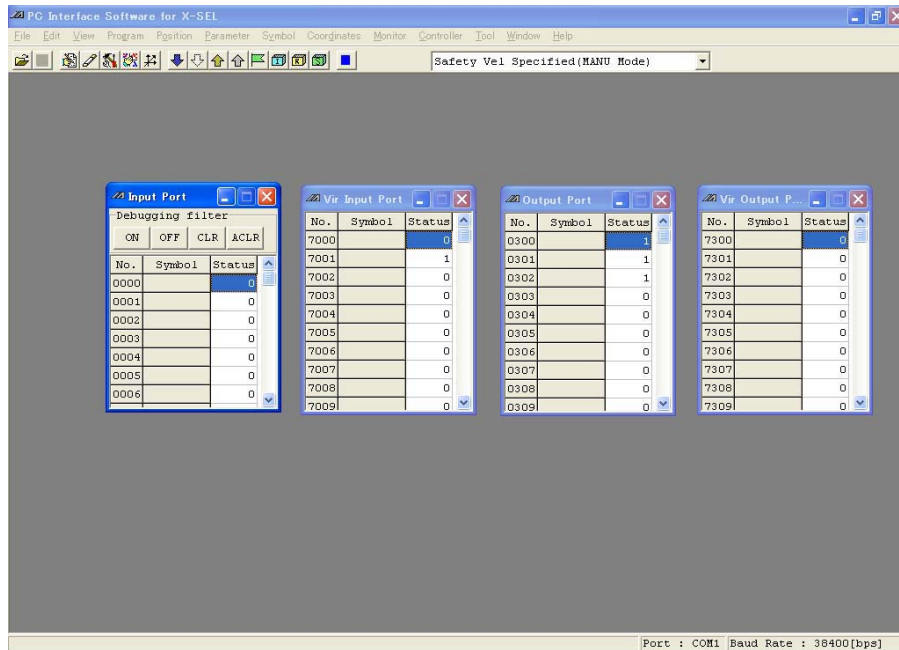 PC Interface Software for X-SEL
File Edit View Program Position Parameter Symbol Coordinates Monitor Controller Tool Window Help
Safety Vel Specified(MANU Mode)
Input Port
Debugging filter
ON OFF CLR ACLR
No. Symbol Status
0000 0
0001 0
0002 0
0003 0
0004 0
0005 0
0006 0
Vir Input Port
No. Symbol Status
7000 0
7001 1
7002 0
7003 0
7004 0
7005 0
7006 0
7007 0
7008 0
7009 0
Output Port
No. Symbol Status
0300 1
0301 1
0302 1
0303 0
0304 0
0305 0
0306 0
0307 0
0308 0
0309 0
Vir Output P...
No. Symbol Status
7300 0
7301 0
7302 0
7303 0
7304 0
7305 0
7306 0
7307 0
7308 0
7309 0
Port : COM1 Baud Rate : 38400[bps]